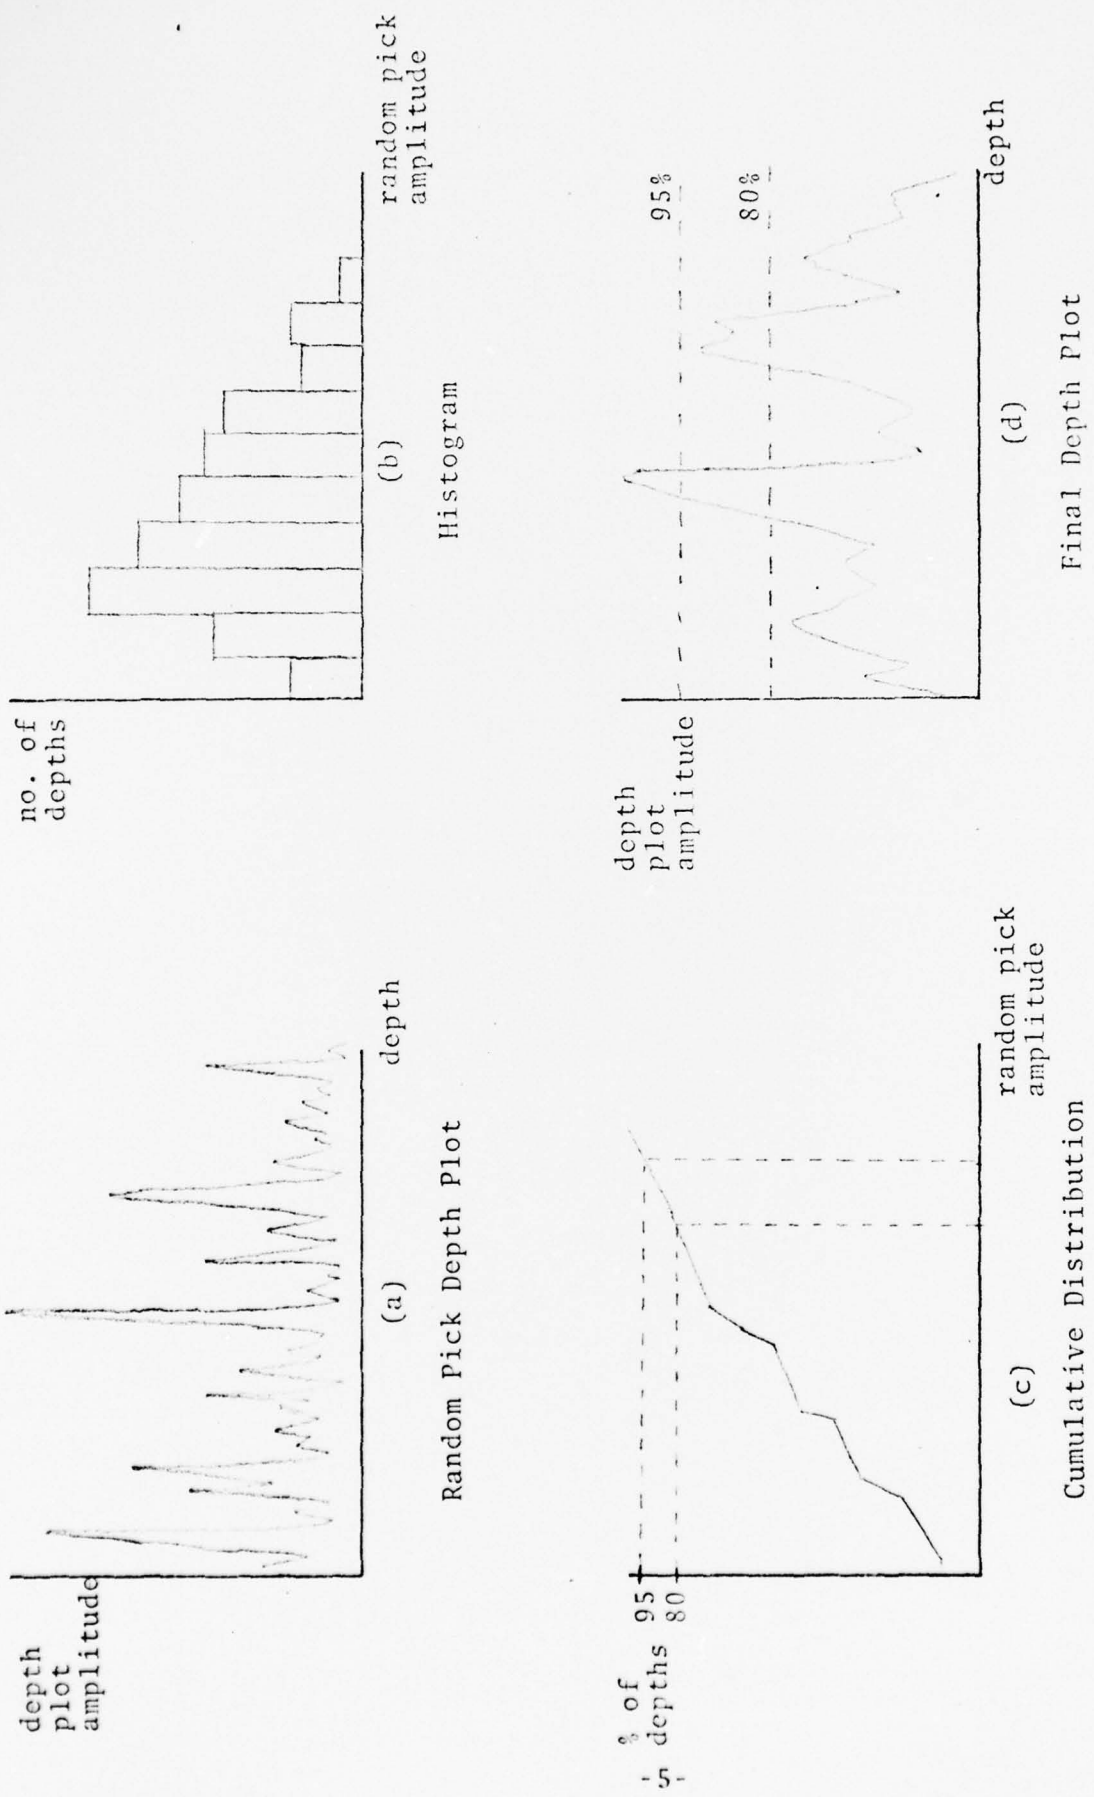 depth
plot
amplitude
depth
(a)
Random Pick Depth Plot
no. of
depths
random pick
amplitude
(b)
Histogram
% of
depths
95
80
random pick
amplitude
(c)
Cumulative Distribution
depth
plot
amplitude
95%
80%
depth
(d)
Final Depth Plot
-5-